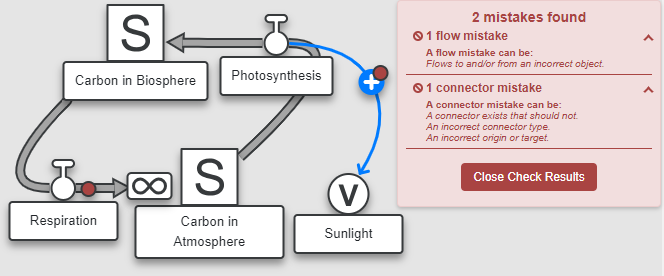 S
Carbon in Biosphere
Photosynthesis
+
S
∞
V
Respiration
Carbon in
Atmosphere
Sunlight
2 mistakes found
1 flow mistake
A flow mistake can be:
Flows to and/or from an incorrect object.
1 connector mistake
A connector mistake can be:
A connector exists that should not.
An incorrect connector type.
An incorrect origin or target.
Close Check Results